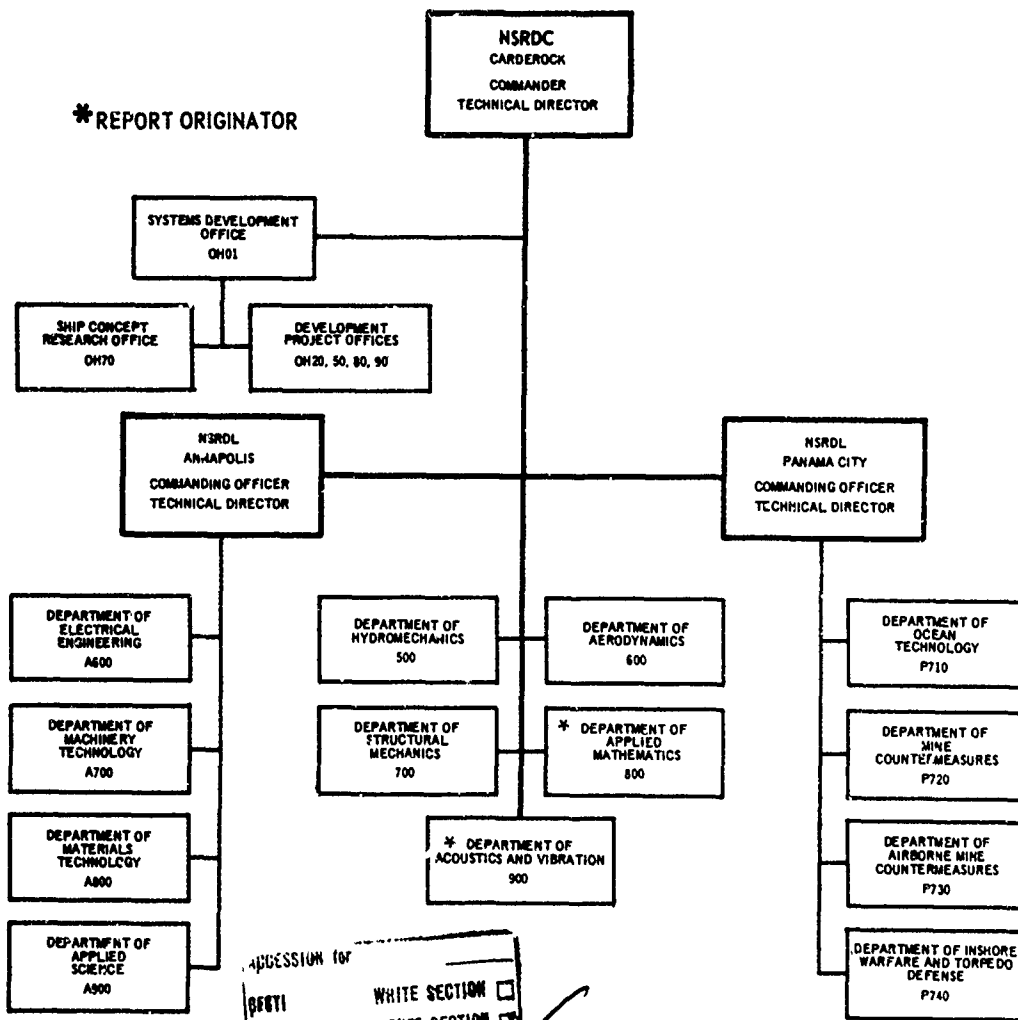 NSRDC
CARDEROCK
COMMANDER
TECHNICAL DIRECTOR
*REPORT ORIGINATOR
SYSTEMS DEVELOPMENT
OFFICE
OH01
SHIP CONCEPT
RESEARCH OFFICE
OH70
DEVELOPMENT
PROJECT OFFICES
OH20, 50, 80, 90
NSRDL
ANNAPOLIS
COMMANDING OFFICER
TECHNICAL DIRECTOR
NSRDL
PANAMA CITY
COMMANDING OFFICER
TECHNICAL DIRECTOR
DEPARTMENT OF
ELECTRICAL
ENGINEERING
A600
DEPARTMENT OF
MACHINERY
TECHNOLOGY
A700
DEPARTMENT OF
MATERIALS
TECHNOLOGY
A800
DEPARTMENT OF
APPLIED
SCIENCE
A900
DEPARTMENT OF
HYDROMECHANICS
500
DEPARTMENT OF
AERODYNAMICS
600
DEPARTMENT OF
STRUCTURAL
MECHANICS
700
* DEPARTMENT OF
APPLIED
MATHEMATICS
800
* DEPARTMENT OF
ACOUSTICS AND VIBRATION
900
DEPARTMENT OF
OCEAN
TECHNOLOGY
P710
DEPARTMENT OF
MINE
COUNTERMEASURES
P720
DEPARTMENT OF
AIRBORNE MINE
COUNTERMEASURES
P730
DEPARTMENT OF INSHORE
WARFARE AND TORPEDO
DEFENSE
P740
ACCESSION for
WHITE SECTION
SECTION